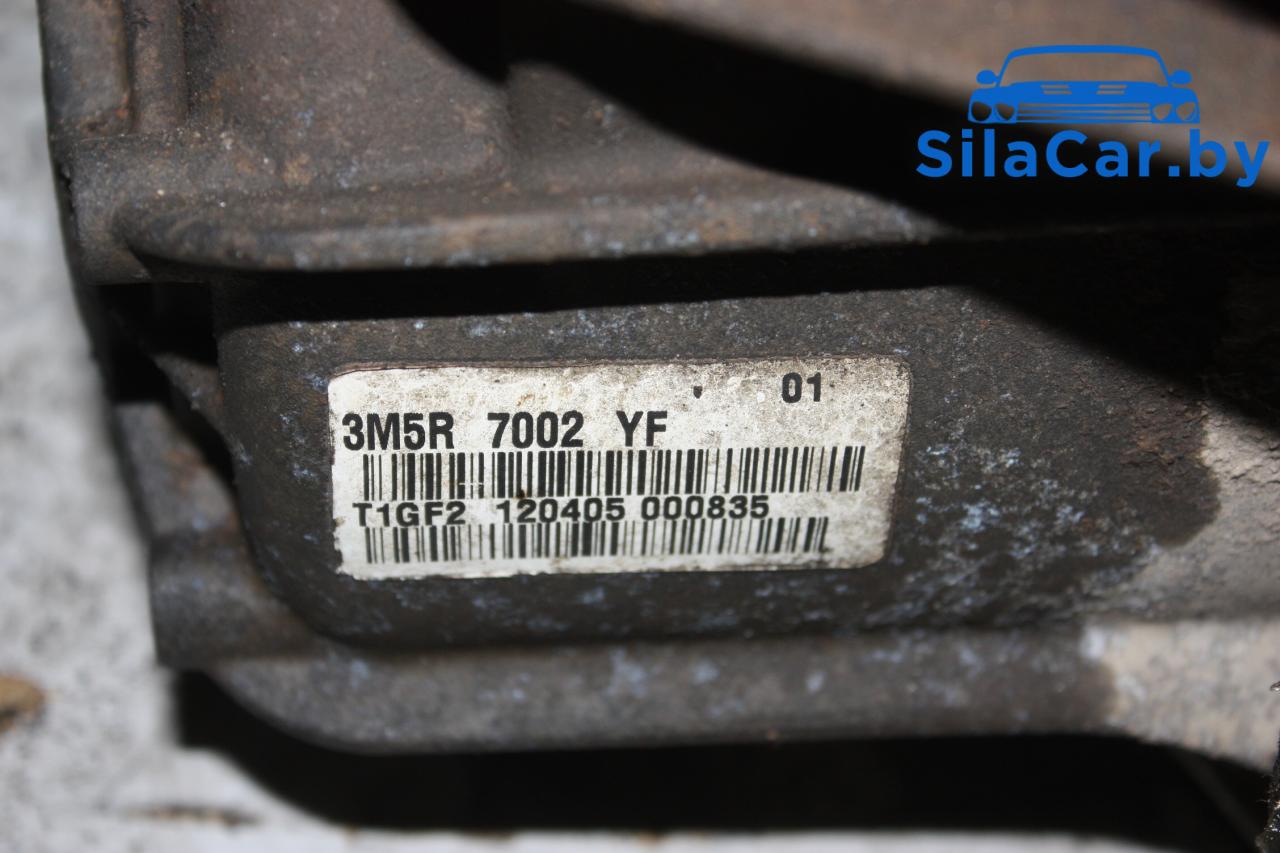 SilaCar.by
01
3M5R 7002 YF
T1GF2 120405 000835